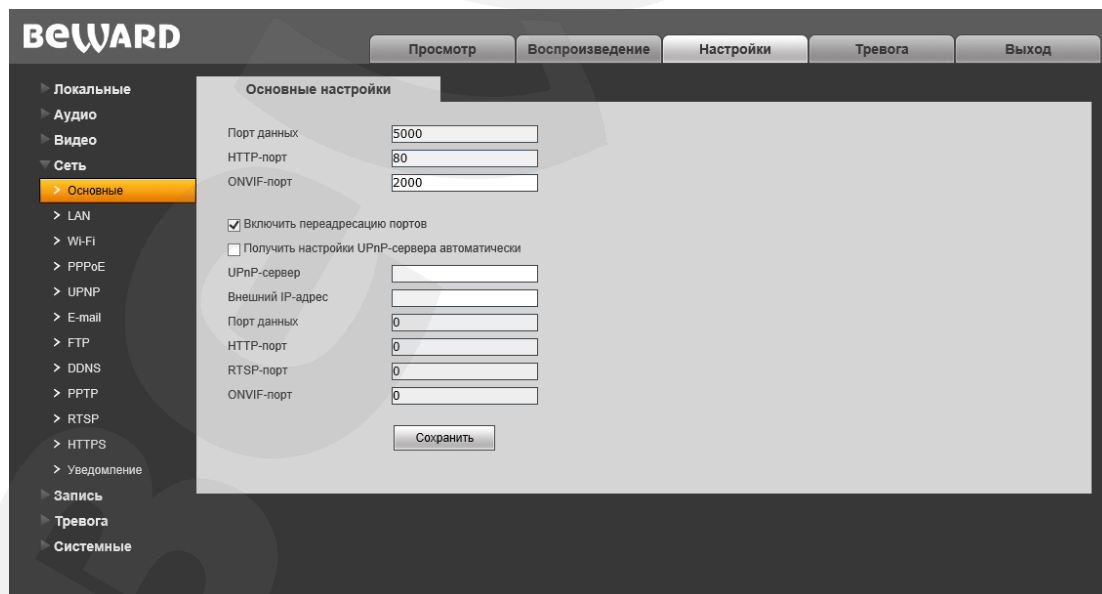 BEWARD
Просмотр
Воспроизведение
Настройки
Тревога
Выход
Локальные
Аудио
Видео
Сеть
> Основные
> LAN
> Wi-Fi
> PPPoE
> UPNP
> E-mail
> FTP
> DDNS
> PPTP
> RTSP
> HTTPS
> Уведомление
Запись
Тревога
Системные
Основные настройки
Порт данных 5000
HTTP-порт 80
ONVIF-порт 2000
Включить переадресацию портов
Получить настройки UPnP-сервера автоматически
UPnP-сервер
Внешний IP-адрес
Порт данных 0
HTTP-порт 0
RTSP-порт 0
ONVIF-порт 0
Сохранить